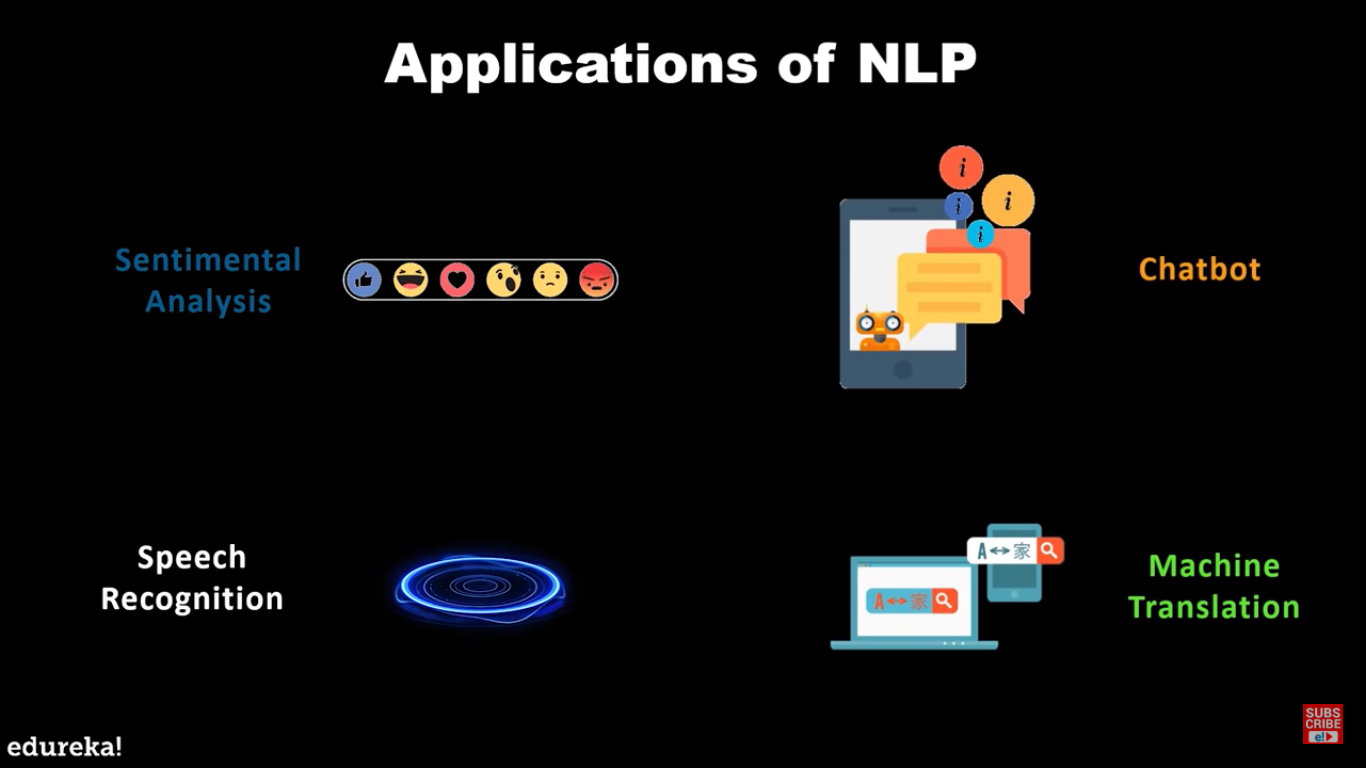 Applications of NLP
Sentimental
Analysis
i
i
i
i
Chatbot
Speech
Recognition
A↔家
A↔家
Machine
Translation
edureka!
SUBS
CRIBE
e!